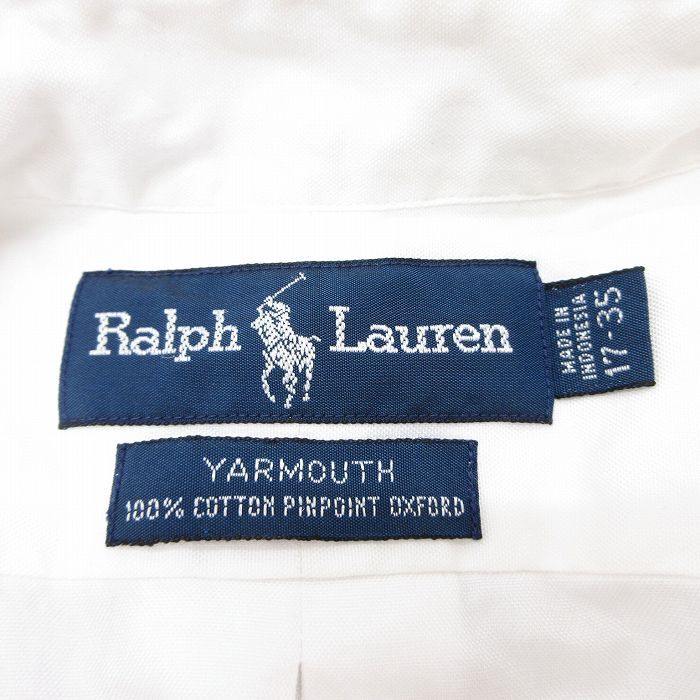 Ralph Lauren
MADE IN
INDONESIA
17-35
YARMOUTH
100% COTTON PINPOINT OXFORD